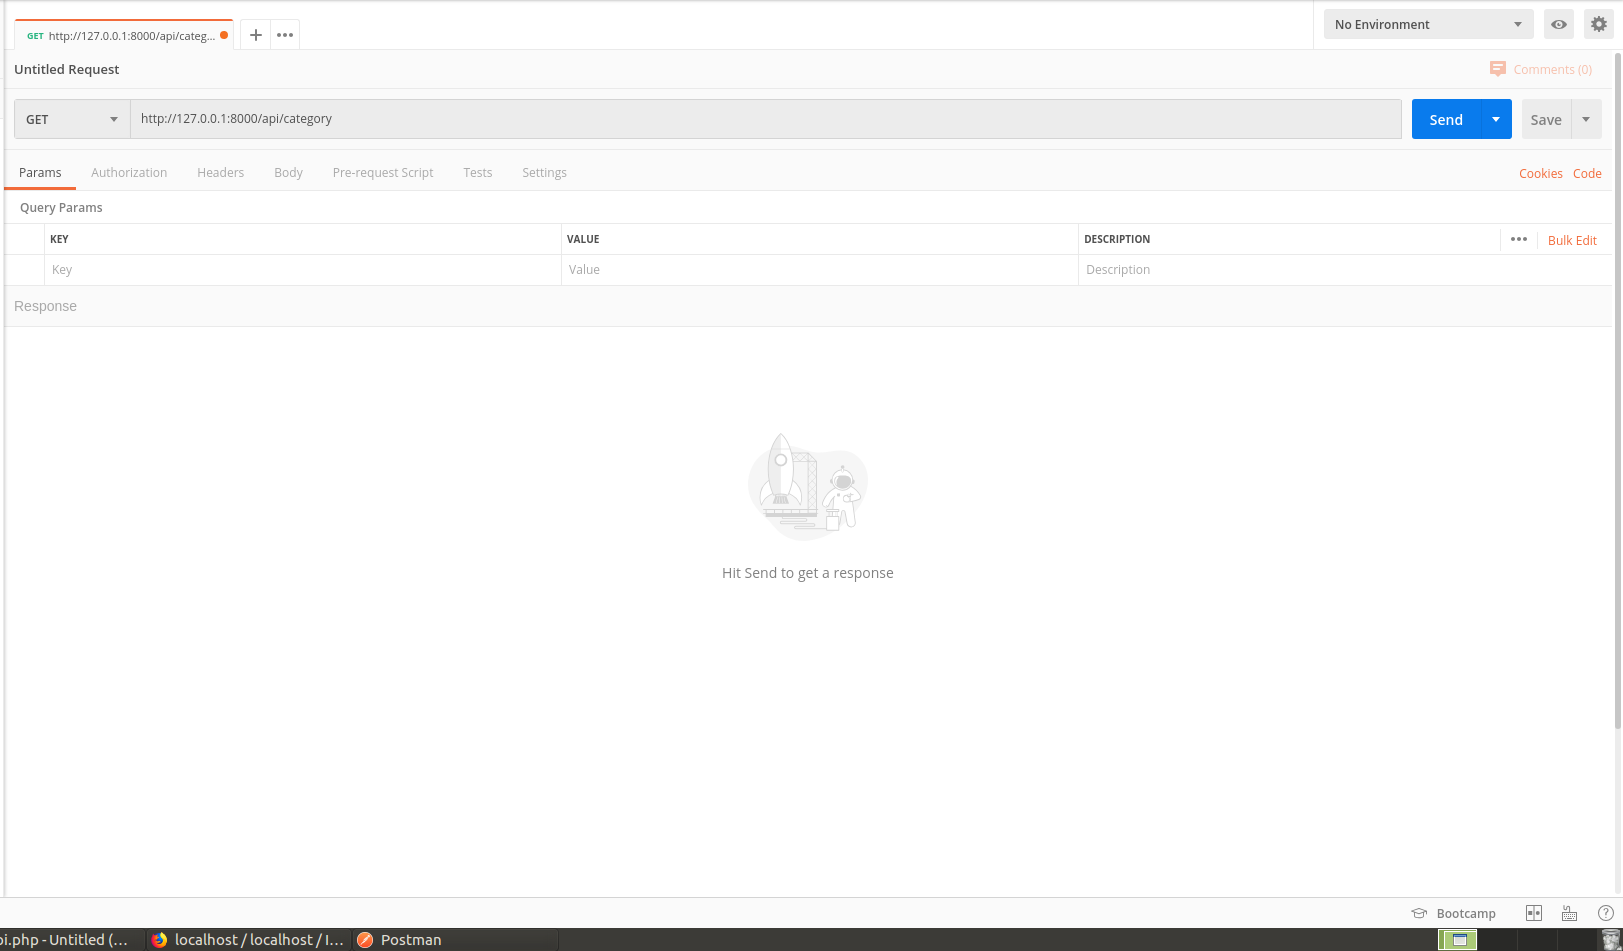 GET http://127.0.0.1:8000/api/categ...
No Environment
Untitled Request
Comments (0)
GET
http://127.0.0.1:8000/api/category
Send
Save
Params Authorization Headers Body Pre-request Script Tests Settings
Cookies Code
Query Params
KEY VALUE DESCRIPTION
Bulk Edit
Key Value Description
Response
Hit Send to get a response
Bootcamp
pi.php - Untitled (...
localhost / localhost / I...
Postman